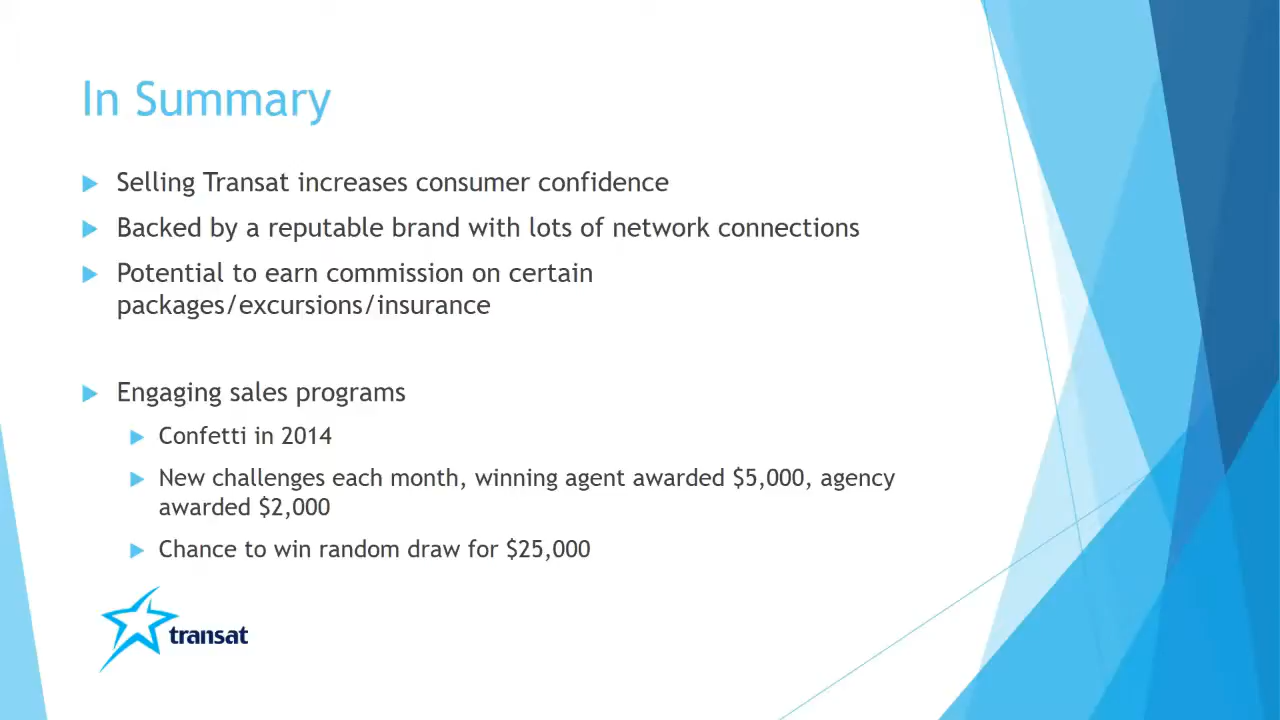 In Summary
Selling Transat increases consumer confidence
Backed by a reputable brand with lots of network connections
Potential to earn commission on certain
packages/excursions/insurance
Engaging sales programs
Confetti in 2014
New challenges each month, winning agent awarded $5,000, agency
awarded $2,000
Chance to win random draw for $25,000
transat